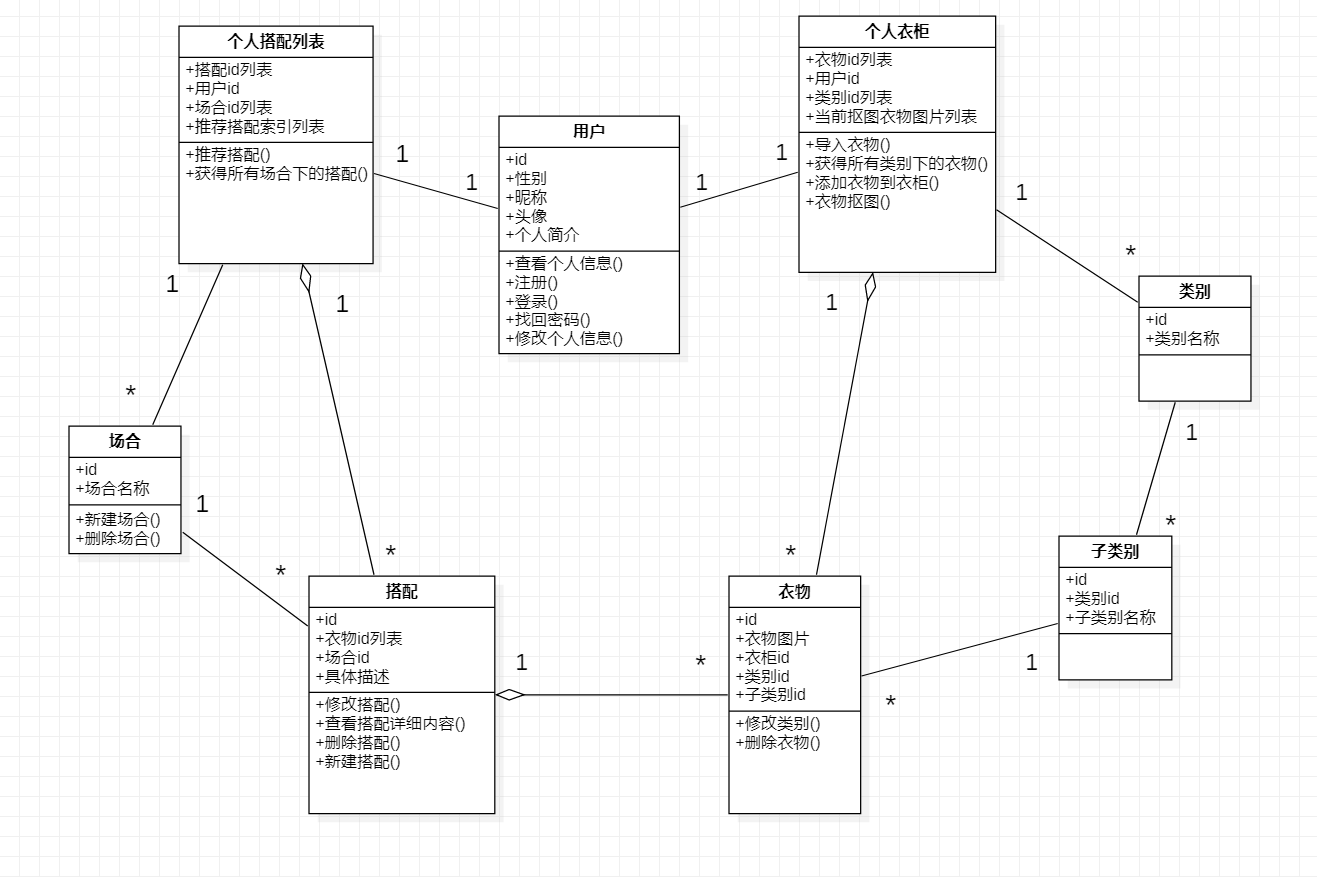 个人搭配列表
+搭配id列表
+用户id
+场合id列表
+推荐搭配索引列表
+推荐搭配()
+获得所有场合下的搭配()
1
1
用户
+id
+性别
+昵称
+头像
+个人简介
+查看个人信息()
+注册()
+登录()
+找回密码()
+修改个人信息()
1
1
个人衣柜
+衣物id列表
+用户id
+类别id列表
+当前抠图衣物图片列表
+导入衣物()
+获得所有类别下的衣物()
+添加衣物到衣柜()
+衣物抠图()
1
*
类别
+id
+类别名称
1
*
1
1
1
*
场合
+id
+场合名称
+新建场合()
+删除场合()
1
*
*
搭配
+id
+衣物id列表
+场合id
+具体描述
+修改搭配()
+查看搭配详细内容()
+删除搭配()
+新建搭配()
1
*
*
衣物
+id
+衣物图片
+衣柜id
+类别id
+子类别id
+修改类别()
+删除衣物()
*
1
子类别
+id
+类别id
+子类别名称